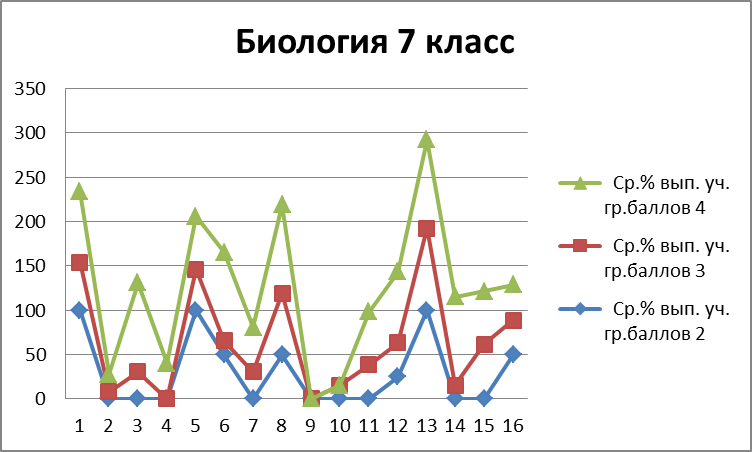 Биология 7 класс
350
300
250
200
150
100
50
0
1 2 3 4 5 6 7 8 9 10 11 12 13 14 15 16
Ср.% вып. уч.
гр.баллов 4
Ср.% вып. уч.
гр.баллов 3
Ср.% вып. уч.
гр.баллов 2